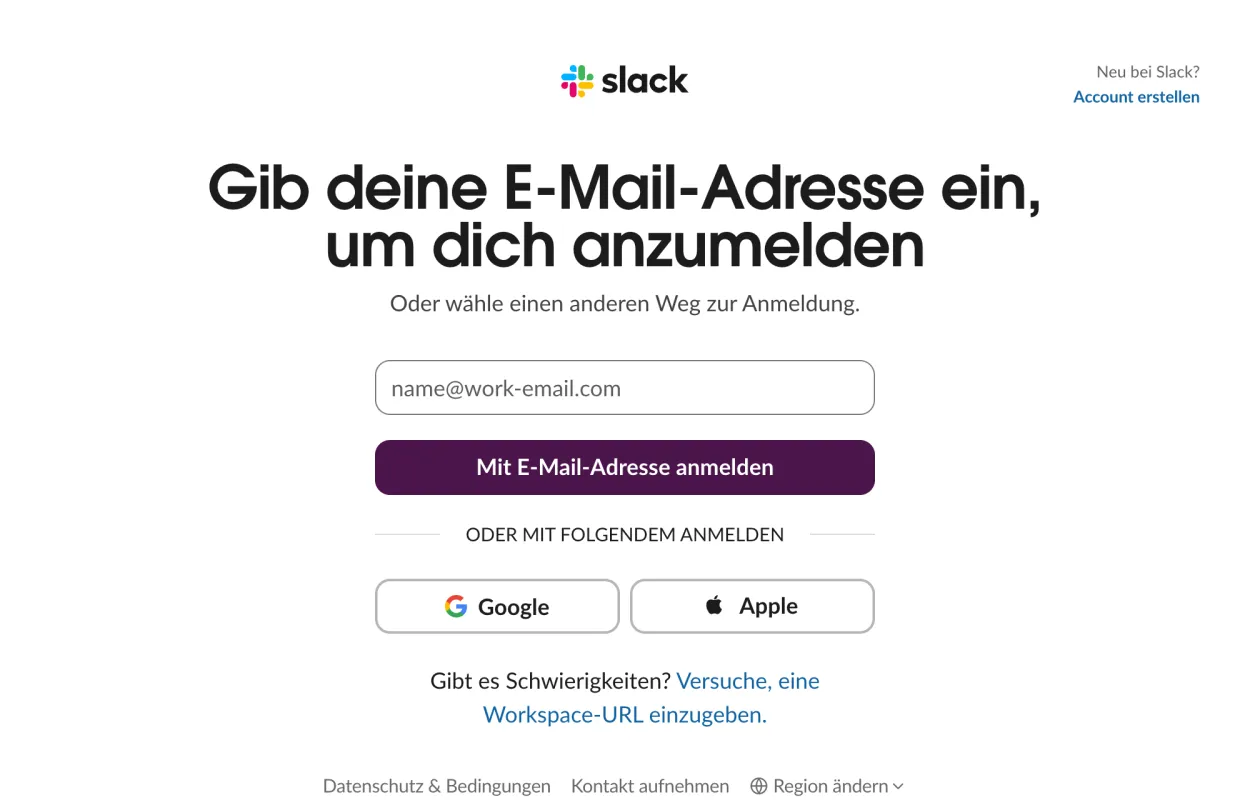 slack
Neu bei Slack?
Account erstellen
Gib deine E-Mail-Adresse ein,
um dich anzumelden
Oder wähle einen anderen Weg zur Anmeldung.
name@work-email.com
Mit E-Mail-Adresse anmelden
ODER MIT FOLGENDEM ANMELDEN
Google
Apple
Gibt es Schwierigkeiten? Versuche, eine
Workspace-URL einzugeben.
Datenschutz & Bedingungen Kontakt aufnehmen Region ändern